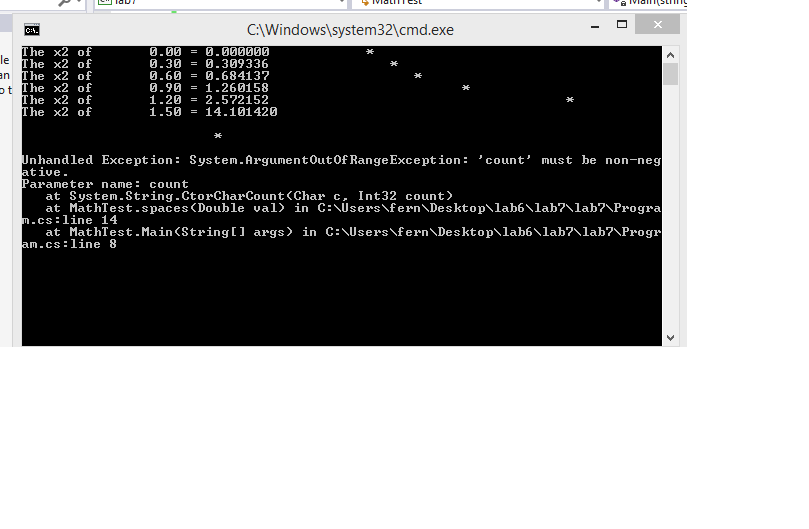 lab7 MathTest Main(string
C:\Windows\system32\cmd.exe
The x2 of 0.00 = 0.000000 *
The x2 of 0.30 = 0.309336 *
The x2 of 0.60 = 0.684137 *
The x2 of 0.90 = 1.260158 *
The x2 of 1.20 = 2.572152 *
The x2 of 1.50 = 14.101420
*
Unhandled Exception: System.ArgumentOutOfRangeException: 'count' must be non-neg
ative.
Parameter name: count
at System.String.CtorCharCount(Char c, Int32 count)
at MathTest.spaces(Double val) in C:\Users\fern\Desktop\lab6\lab7\lab7\Progra
m.cs:line 14
at MathTest.Main(String[] args) in C:\Users\fern\Desktop\lab6\lab7\lab7\Progr
am.cs:line 8